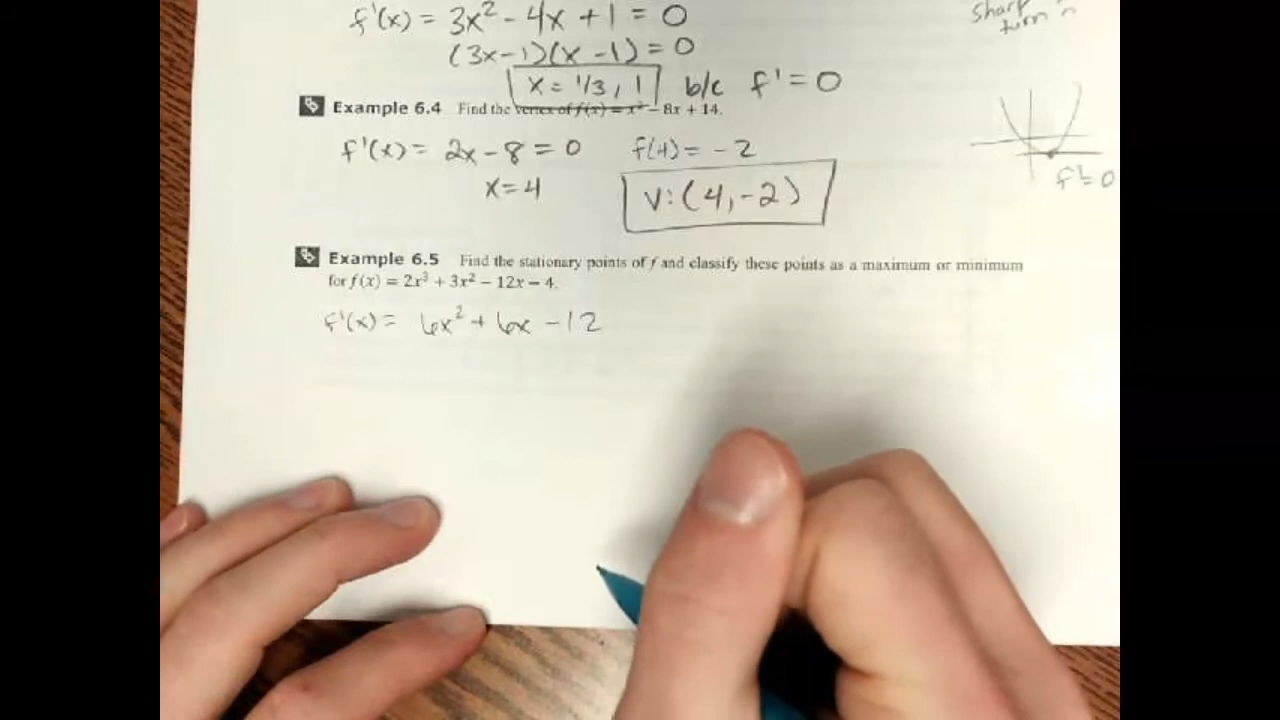 f'(x) = 3x² - 4x + 1 = 0
sharp turn
(3x-1)(x-1) = 0
x = 1/3, 1 b/c f' = 0
Example 6.4 Find the vertex of f(x) = x² – 8x + 14.
f'(x) = 2x - 8 = 0 f(4) = -2
x = 4 V: (4, -2)
f' = 0
Example 6.5 Find the stationary points of f and classify these points as a maximum or minimum
for f(x) = 2x³ + 3x² – 12x – 4.
f'(x) = 6x² + 6x - 12